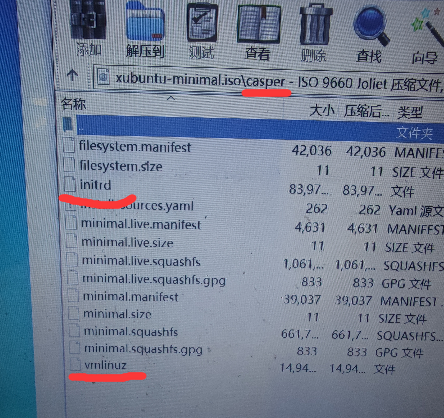 添加 解压到 测试 查看 删除 查找 向导
xubuntu-minimal.iso\casper - ISO 9660 Joliet 压缩文件,
名称 大小 压缩后... 类型
.. 文件夹
filesystem.manifest 42,036 42,036 MANIFES
filesystem.size 11 11 SIZE 文件
initrd 83,97... 83,97... 文件
sources.yaml 262 262 Yaml 源文
minimal.live.manifest 4,631 4,631 MANIFEST
minimal.live.size 11 11 SIZE 文件
minimal.live.squashfs 1,061,... 1,061,... SQUASHFS
minimal.live.squashfs.gpg 833 833 GPG 文件
minimal.manifest 39,037 39,037 MANIFEST
minimal.size 11 11 SIZE 文件
minimal.squashfs 661,7... 661,7... SQUASHFS
minimal.squashfs.gpg 833 833 GPG 文件
vmlinuz 14,94... 14,94... 文件